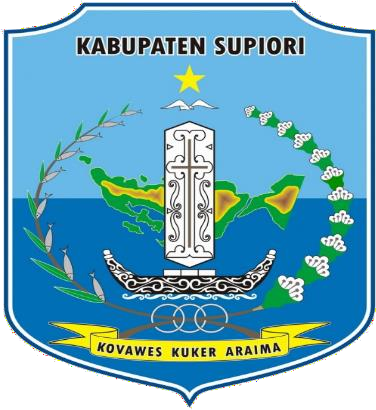 KABUPATEN SUPIORI
KOVAWES KUKER ARAIMA